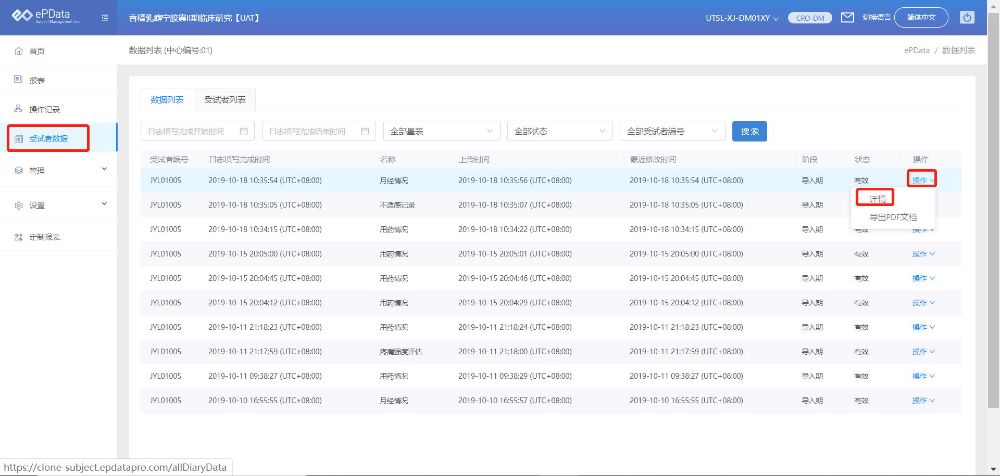 ePData
Subject Management Tool
香橘乳癖宁胶囊II期临床研究【UAT】
UTSL-XJ-DM01XY
CRO-DM
切换语言
简体中文
首页
报表
操作记录
受试者数据
管理
设置
定制报表
数据列表 (中心编号:01)
ePData / 数据列表
数据列表
受试者列表
日志填写完成开始时间
日志填写完成结束时间
全部量表
全部状态
全部受试者编号
搜 索
受试者编号 日志填写完成时间 名称 上传时间 最近修改时间 阶段 状态 操作
JYL01005 2019-10-18 10:35:54 (UTC+08:00) 月经情况 2019-10-18 10:35:56 (UTC+08:00) 2019-10-18 10:35:54 (UTC+08:00) 导入期 有效 操作
详情
导出PDF文档
JYL01005 2019-10-18 10:35:05 (UTC+08:00) 不适感记录 2019-10-18 10:35:07 (UTC+08:00) 2019-10-18 10:35:05 (UTC+08:00) 导入期
JYL01005 2019-10-18 10:34:15 (UTC+08:00) 用药情况 2019-10-18 10:34:22 (UTC+08:00) 2019-10-18 10:34:15 (UTC+08:00) 导入期 有效 操作
JYL01005 2019-10-15 20:05:00 (UTC+08:00) 用药情况 2019-10-15 20:05:01 (UTC+08:00) 2019-10-15 20:05:00 (UTC+08:00) 导入期 有效 操作
JYL01005 2019-10-15 20:04:45 (UTC+08:00) 用药情况 2019-10-15 20:04:46 (UTC+08:00) 2019-10-15 20:04:45 (UTC+08:00) 导入期 有效 操作
JYL01005 2019-10-15 20:04:12 (UTC+08:00) 用药情况 2019-10-15 20:04:29 (UTC+08:00) 2019-10-15 20:04:12 (UTC+08:00) 导入期 有效 操作
JYL01005 2019-10-11 21:18:23 (UTC+08:00) 用药情况 2019-10-11 21:18:24 (UTC+08:00) 2019-10-11 21:18:23 (UTC+08:00) 导入期 有效 操作
JYL01005 2019-10-11 21:17:59 (UTC+08:00) 疼痛强度评估 2019-10-11 21:18:00 (UTC+08:00) 2019-10-11 21:17:59 (UTC+08:00) 导入期 有效 操作
JYL01005 2019-10-11 09:38:27 (UTC+08:00) 用药情况 2019-10-11 09:38:29 (UTC+08:00) 2019-10-11 09:38:27 (UTC+08:00) 导入期 有效 操作
JYL01005 2019-10-10 16:55:55 (UTC+08:00) 月经情况 2019-10-10 16:55:57 (UTC+08:00) 2019-10-10 16:55:55 (UTC+08:00) 导入期 有效 操作
https://clone-subject.epdatapro.com/allDiaryData